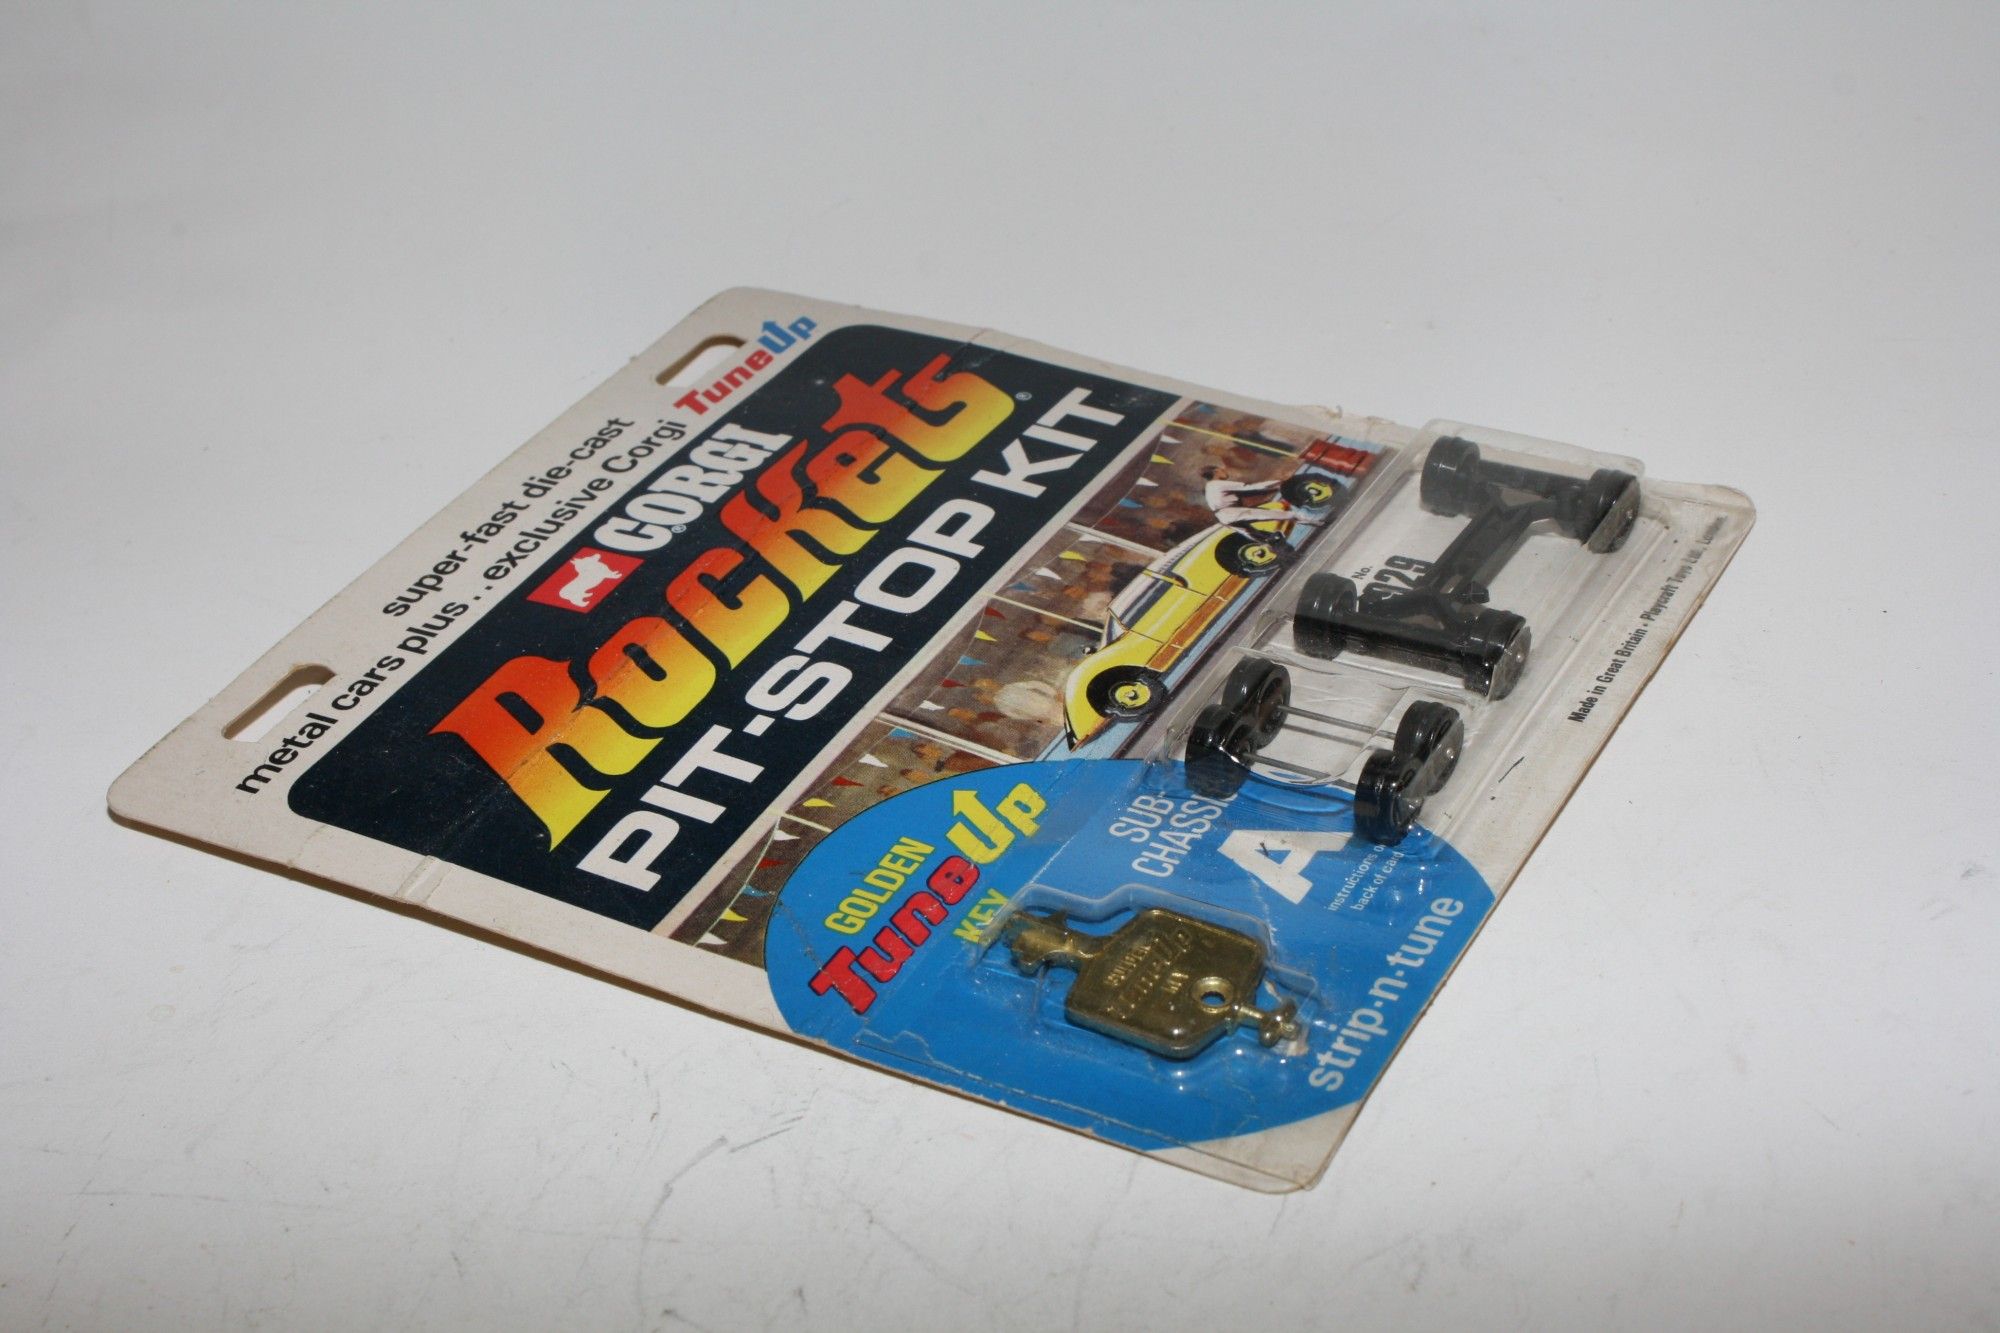 super-fast die-cast
metal cars plus...exclusive Corgi TuneUp
CORGI®
Rockets®
PIT-STOP KIT
No.
GOLDEN
TuneUp
KEY
SUB-
CHASSIS
A
instructions on
back of card
strip-n-tune
Made in Great Britain · Playcraft Toys Ltd., London